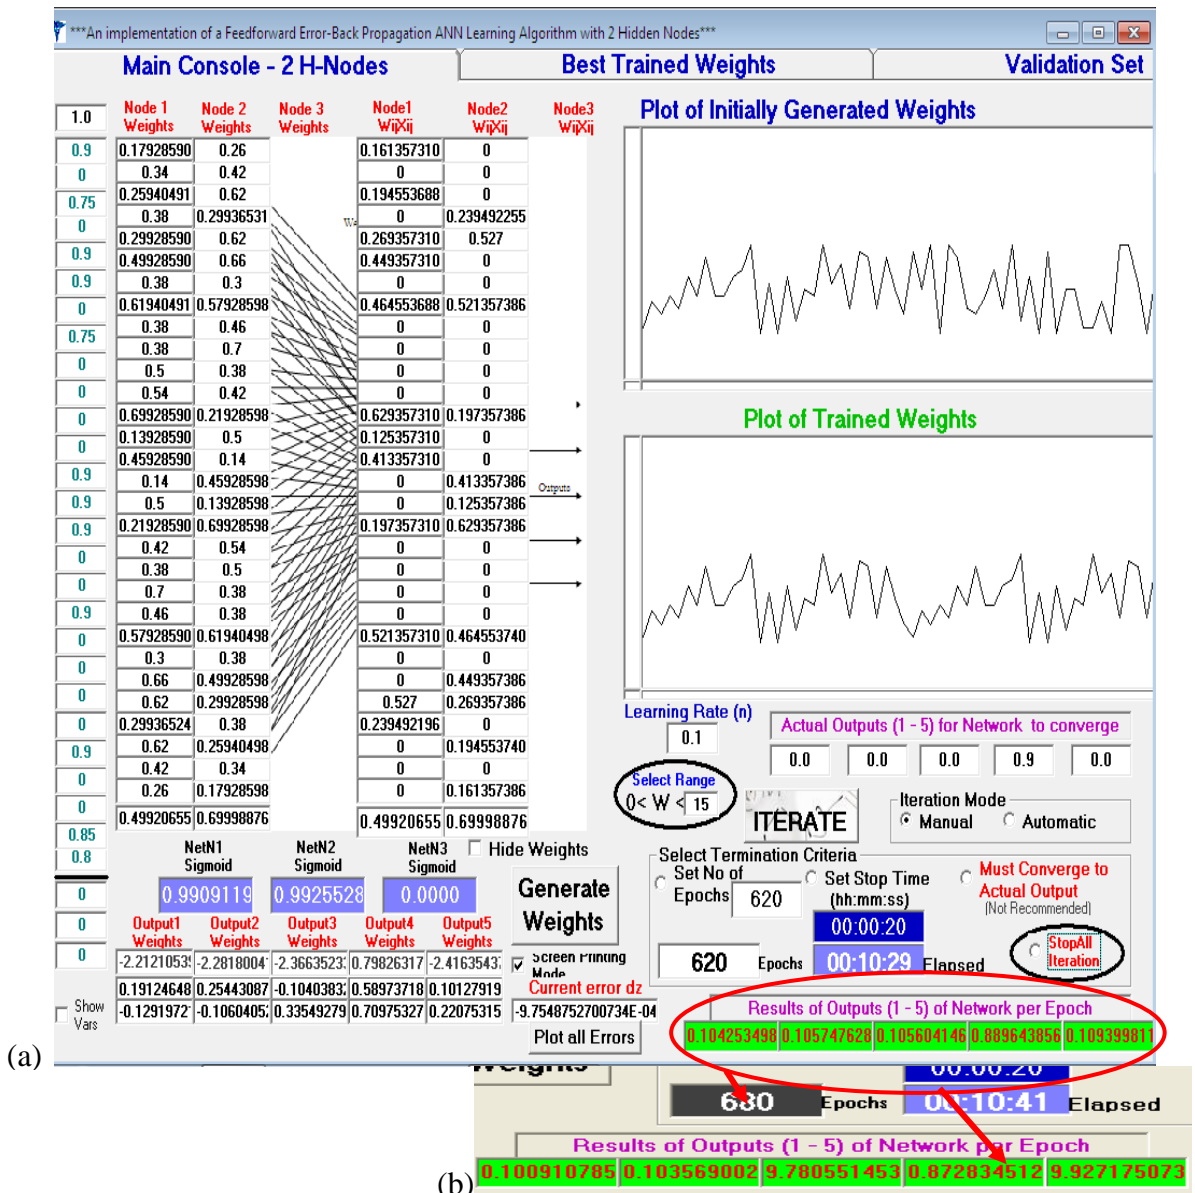 ***An implementation of a Feedforward Error-Back Propagation ANN Learning Algorithm with 2 Hidden Nodes***
Main Console - 2 H-Nodes Best Trained Weights Validation Set
1.0 Node 1 Weights Node 2 Weights Node 3 Weights Node1 WijXij Node2 WijXij Node3 WijXij
Plot of Initially Generated Weights
0.9 0.17928590 0.26 0.161357310 0
0 0.34 0.42 0 0
0.75 0.25940491 0.62 0.194553688 0
0 0.38 0.29936531 0 0.239492255
0.9 0.29928590 0.62 0.269357310 0.527
0.9 0.49928590 0.66 0.449357310 0
0 0.38 0.3 0 0
0.75 0.61940491 0.57928598 0.464553688 0.521357386
0 0.38 0.46 0 0
0 0.38 0.7 0 0
0 0.5 0.38 0 0
0 0.54 0.42 0 0
0.9 0.69928590 0.21928598 0.629357310 0.197357386
0.9 0.13928590 0.5 0.125357310 0
0.9 0.45928590 0.14 0.413357310 0
0 0.14 0.45928598 0 0.413357386
Outputs
0 0.5 0.13928598 0 0.125357386
0.9 0.21928590 0.69928598 0.197357310 0.629357386
0 0.42 0.54 0 0
0 0.38 0.5 0 0
0 0.7 0.38 0 0
0 0.46 0.38 0 0
0.9 0.57928590 0.61940498 0.521357310 0.464553740
0 0.3 0.38 0 0
0 0.66 0.49928598 0 0.449357386
0.85 0.62 0.29928598 0.527 0.269357386
0.8 0.29936524 0.38 0.239492196 0
0 0.62 0.25940498 0 0.194553740
0 0.42 0.34 0 0
0 0.26 0.17928598 0 0.161357386
0.49920655 0.69998876 0.49920655 0.69998876
Plot of Trained Weights
Learning Rate (n)
0.1
Actual Outputs (1 - 5) for Network to converge
0.0 0.0 0.0 0.9 0.0
Select Range
0< W < 15
ITERATE
Iteration Mode
Manual Automatic
NetN1 Sigmoid NetN2 Sigmoid NetN3 Sigmoid
Hide Weights
0.9909119 0.9925528 0.0000
Generate Weights
Select Termination Criteria
Set No of Epochs 620
Set Stop Time (hh:mm:ss)
00:00:20
Must Converge to Actual Output
(Not Recommended)
620 Epochs 00:10:29 Elapsed
StopAll Iteration
Output1 Weights Output2 Weights Output3 Weights Output4 Weights Output5 Weights
0.79826317
Screen Printing Mode
0.19124648 0.25443087 0.58973718 0.10127919
Current error dz
Show Vars
0.33549279 0.70975327 0.22075315 -9.7548752700734E-04
Plot all Errors
Results of Outputs (1 - 5) of Network per Epoch
0.104253498 0.105747628 0.105604146 0.889643856 0.109399811
(a)
Weights
00:00:20
680 Epochs 00:10:41 Elapsed
Results of Outputs (1 - 5) of Network per Epoch
0.100910785 0.103569002 9.780551453 0.872834512 9.927175073
(b)